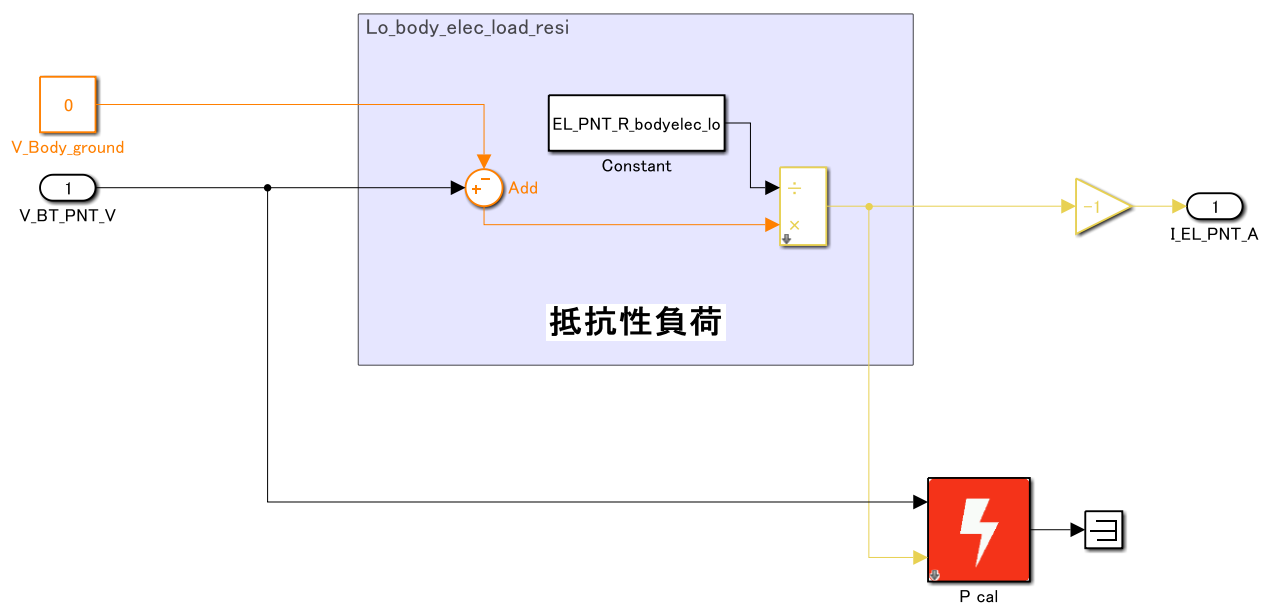 Lo_body_elec_load_resi
0
V_Body_ground
EL_PNT_R_bodyelec_lo
Constant
1
V_BT_PNT_V
Add
-1
1
I_EL_PNT_A
抵抗性負荷
P cal